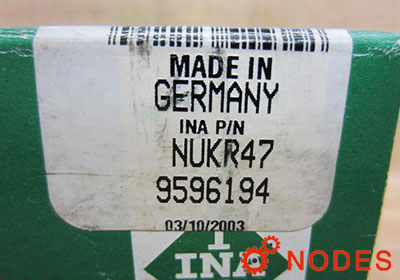 MADE IN
GERMANY
INA P/N
NUKR47
9596194
03/10/2003
INA
NODES